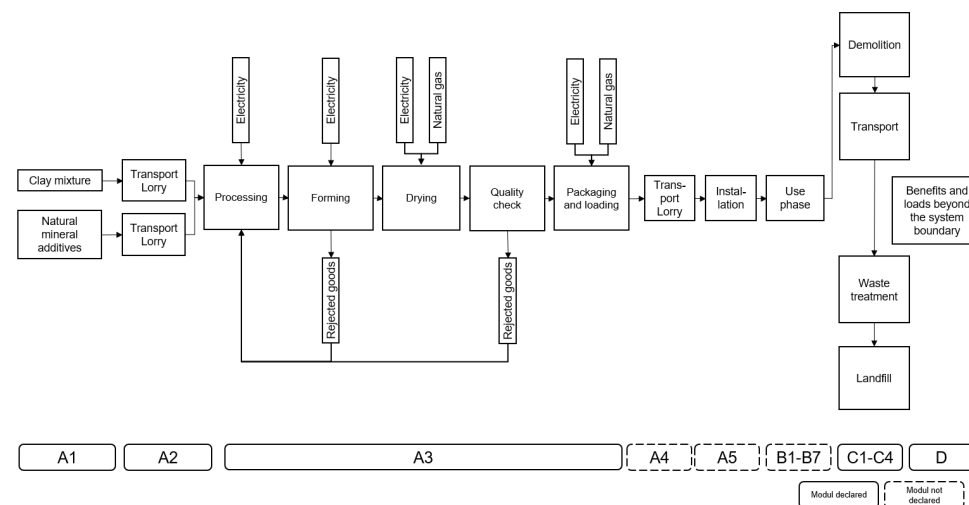 Demolition
Electricity
Electricity
Electricity
Natural gas
Electricity
Natural gas
Transport
Clay mixture
Transport
Lorry
Processing
Forming
Drying
Quality
check
Packaging
and loading
Trans-
port
Lorry
Instal-
lation
Use
phase
Benefits and
loads beyond
the system
boundary
Natural
mineral
additives
Transport
Lorry
Rejected goods
Rejected goods
Waste
treatment
Landfill
A1
A2
A3
A4
A5
B1-B7
C1-C4
D
Modul declared
Modul not
declared